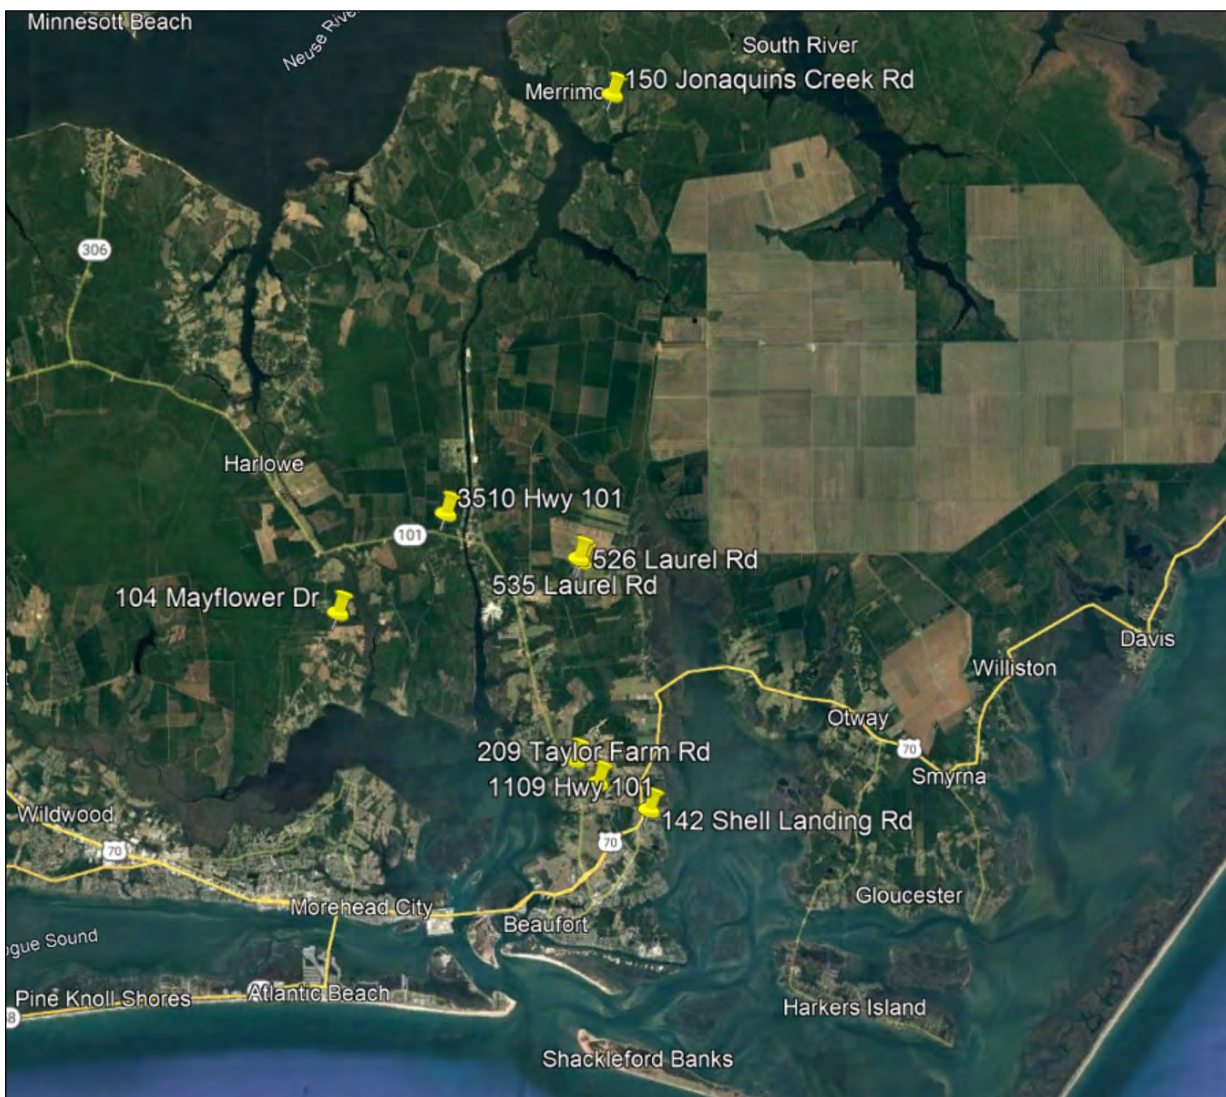 Minnesott Beach
Neuse River
South River
150 Jonaquins Creek Rd
306
Harlowe
3510 Hwy 101
101
526 Laurel Rd
535 Laurel Rd
104 Mayflower Dr
Davis
Williston
Otway
70
Smyrna
209 Taylor Farm Rd
1109 Hwy 101
142 Shell Landing Rd
Wildwood
70
70
Gloucester
Morehead City
Beaufort
ogue Sound
Pine Knoll Shores
Atlantic Beach
Harkers Island
8
Shackleford Banks